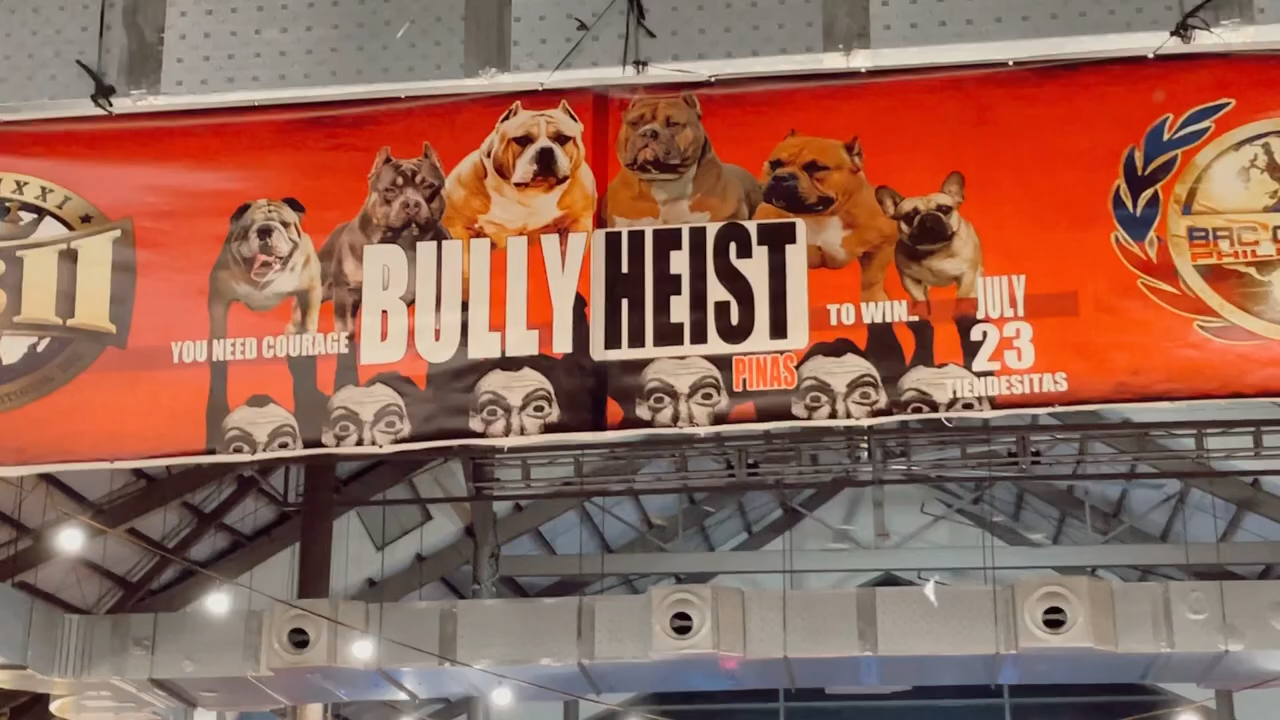 XXI
II
YOU NEED COURAGE
BULLY HEIST
PINAS
TO WIN..
JULY
23
TIENDESITAS
BRC
PHIL